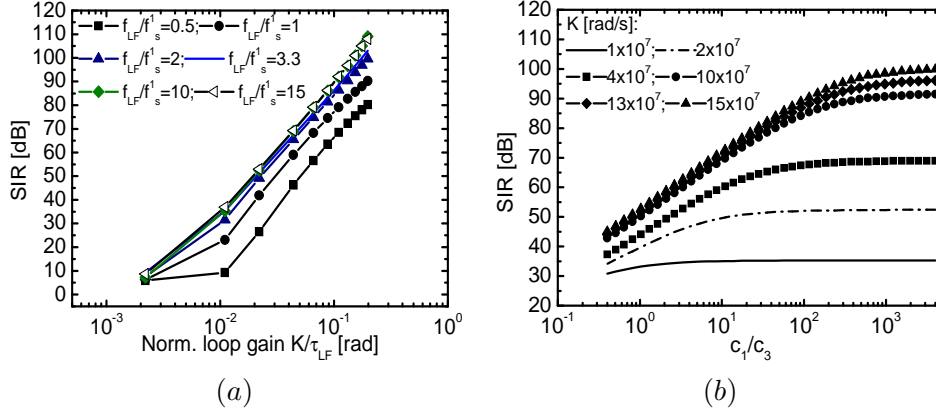 120
110
100
90
80
70
60
50
40
30
20
10
0
SIR [dB]
f_LF/f^1_s=0.5; f_LF/f^1_s=1
f_LF/f^1_s=2; f_LF/f^1_s=3.3
f_LF/f^1_s=10; f_LF/f^1_s=15
10^-3 10^-2 10^-1 10^0
Norm. loop gain K/τ_LF [rad]
(a)
120
110
100
90
80
70
60
50
40
30
20
SIR [dB]
K [rad/s]:
1x10^7; 2x10^7
4x10^7; 10x10^7
13x10^7; 15x10^7
10^-1 10^0 10^1 10^2 10^3
c_1/c_3
(b)